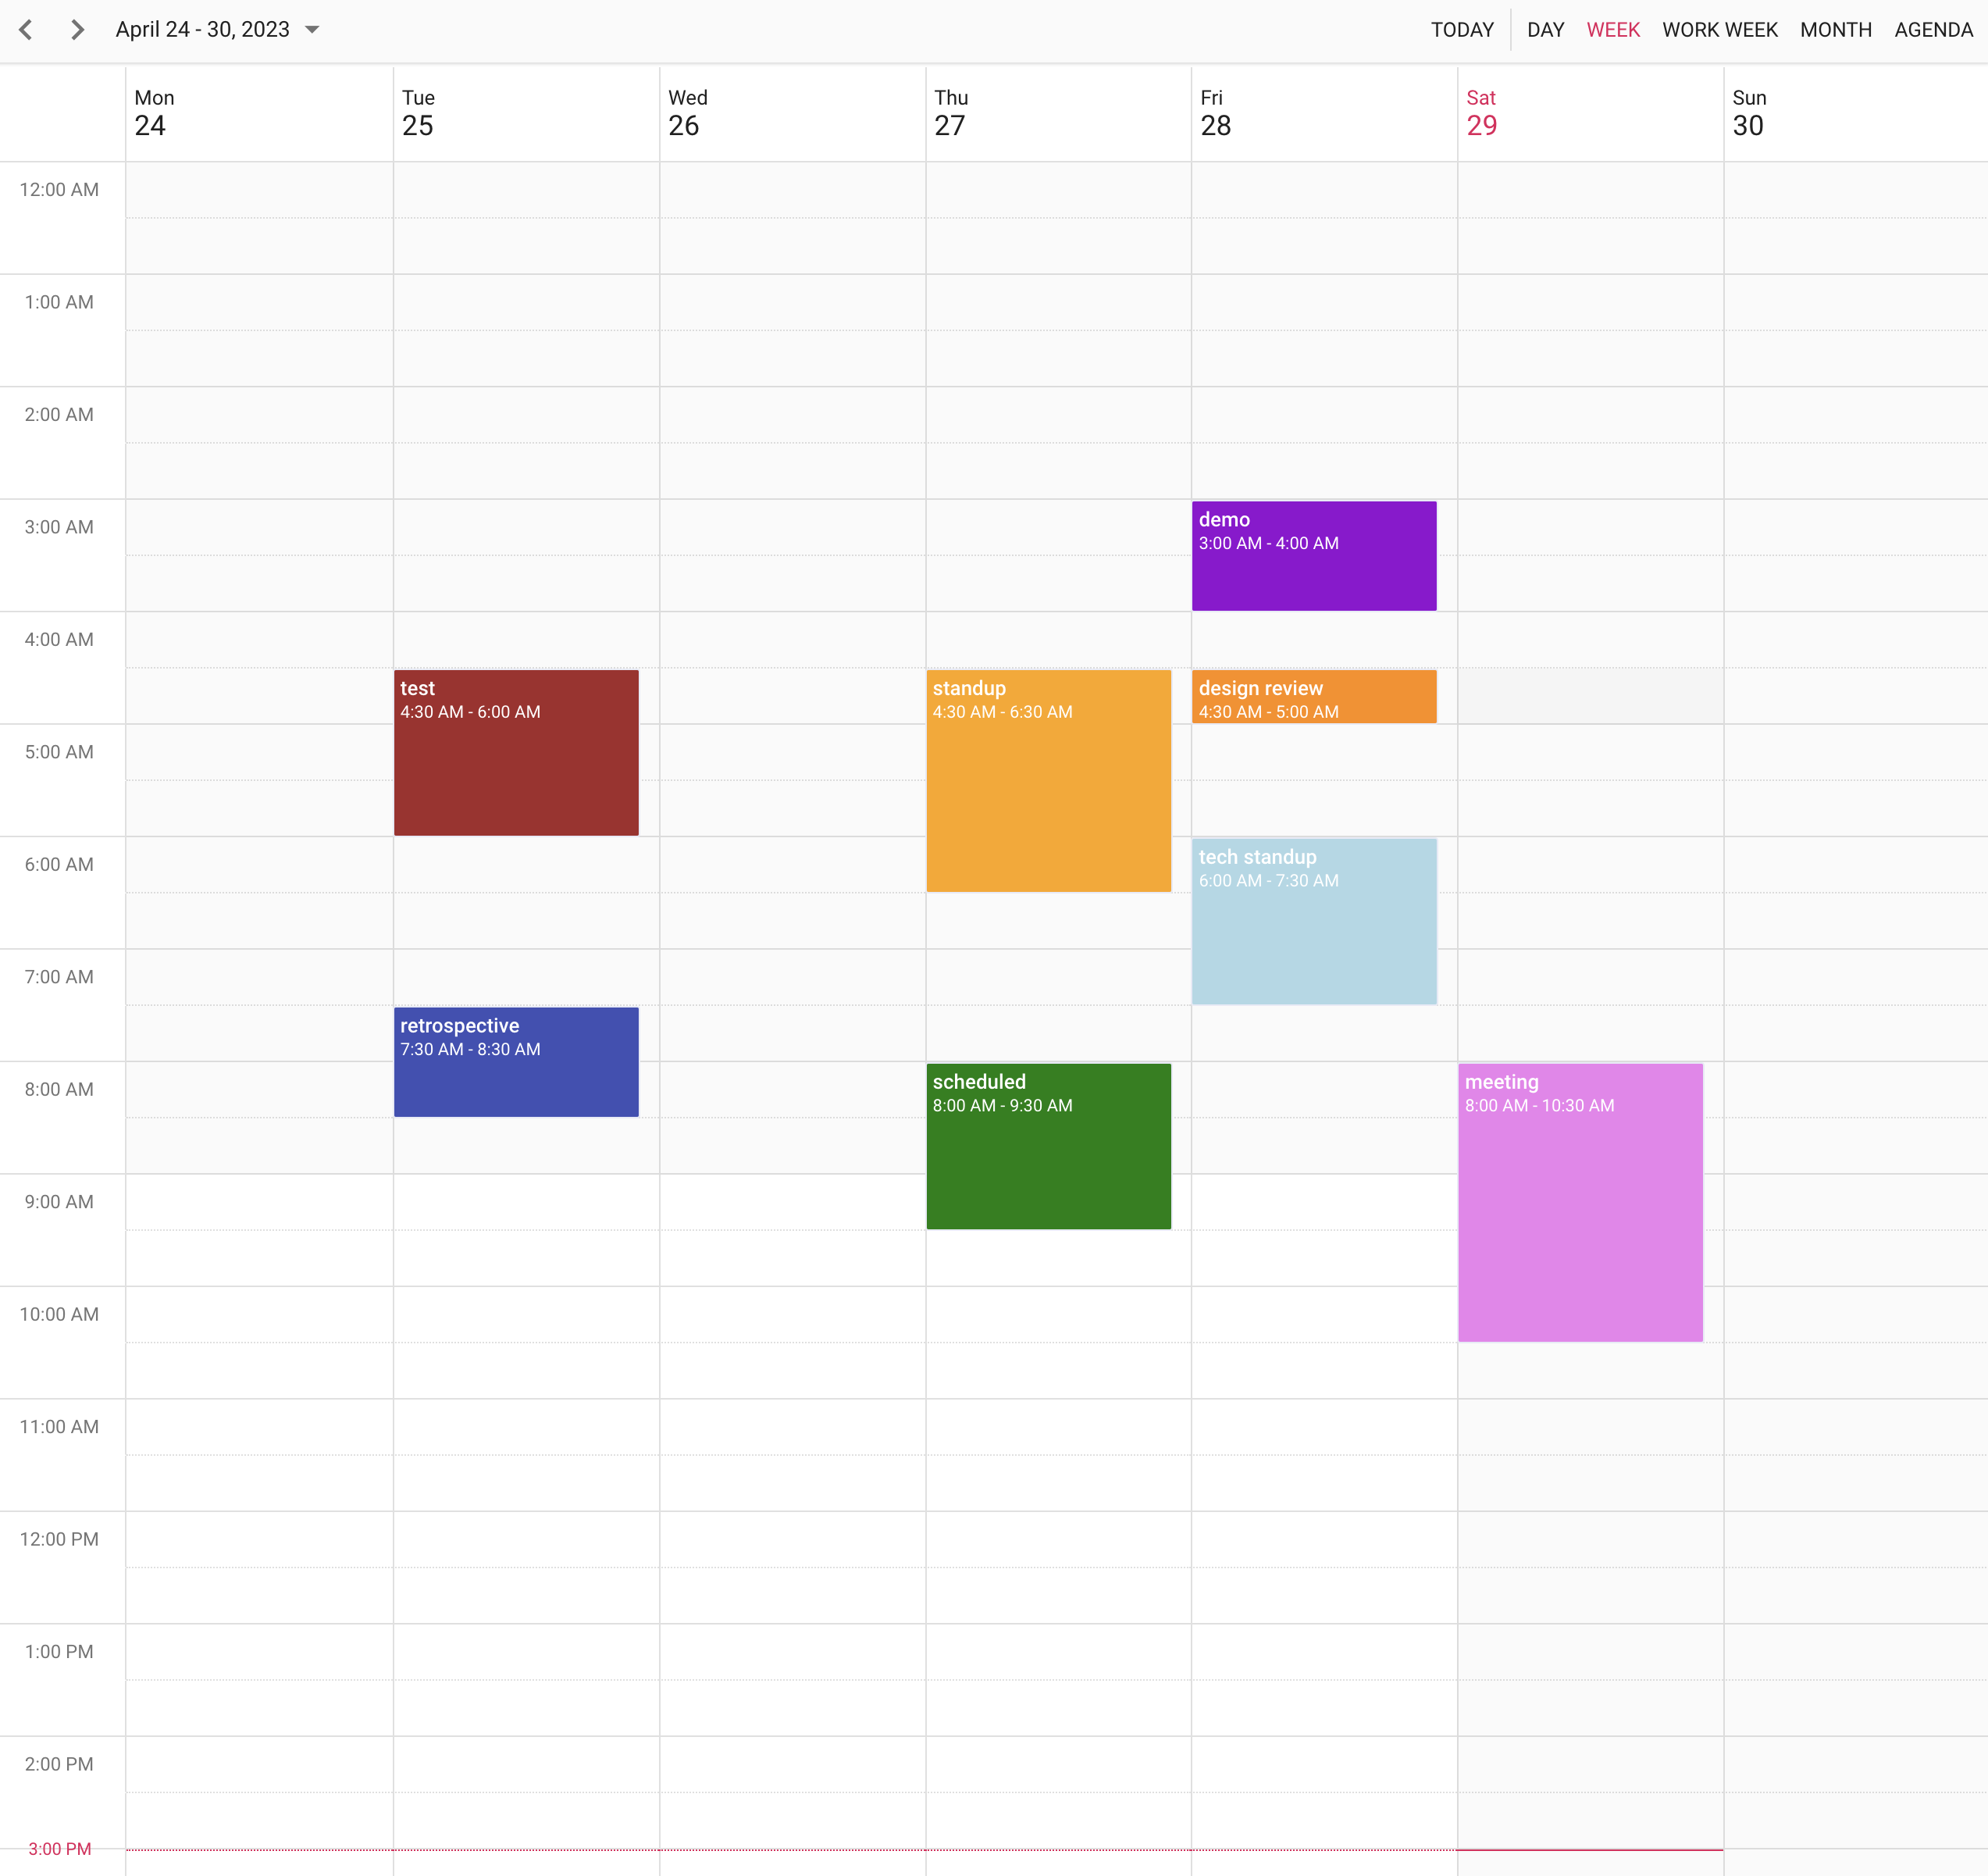 April 24 - 30, 2023
TODAY DAY WEEK WORK WEEK MONTH AGENDA
Mon Tue Wed Thu Fri Sat Sun
24 25 26 27 28 29 30
12:00 AM
1:00 AM
2:00 AM
3:00 AM
demo
3:00 AM - 4:00 AM
4:00 AM
test
4:30 AM - 6:00 AM
standup
4:30 AM - 6:30 AM
design review
4:30 AM - 5:00 AM
5:00 AM
6:00 AM
tech standup
6:00 AM - 7:30 AM
7:00 AM
retrospective
7:30 AM - 8:30 AM
8:00 AM
scheduled
8:00 AM - 9:30 AM
meeting
8:00 AM - 10:30 AM
9:00 AM
10:00 AM
11:00 AM
12:00 PM
1:00 PM
2:00 PM
3:00 PM